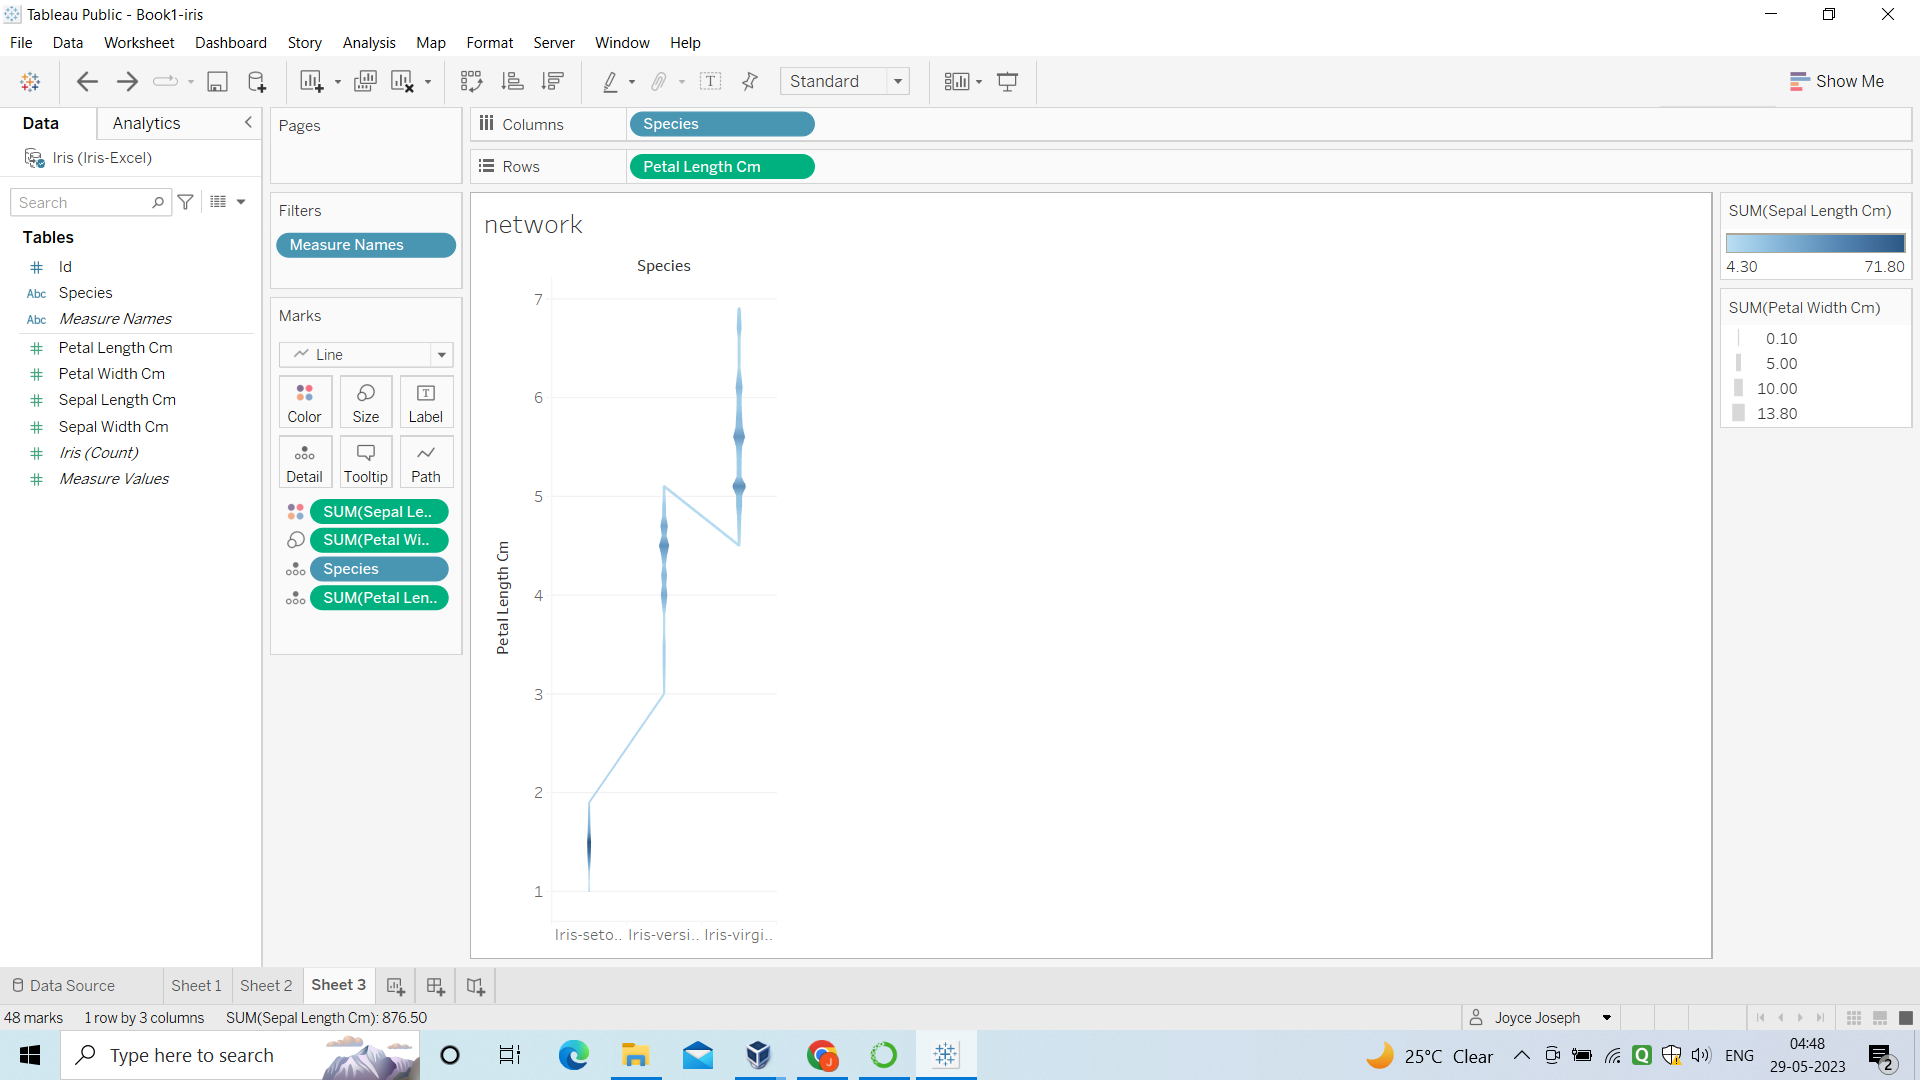 Tableau Public - Book1-iris
File Data Worksheet Dashboard Story Analysis Map Format Server Window Help
Standard
Show Me
Data Analytics
Iris (Iris-Excel)
Search
Tables
Id
Abc Species
Abc Measure Names
Petal Length Cm
Petal Width Cm
Sepal Length Cm
Sepal Width Cm
Iris (Count)
Measure Values
Pages
Filters
Measure Names
Marks
Line
Color Size Label
Detail Tooltip Path
SUM(Sepal Le..
SUM(Petal Wi..
Species
SUM(Petal Len..
Columns Species
Rows Petal Length Cm
network
Species
7
6
5
4
3
2
1
Petal Length Cm
Iris-seto.. Iris-versi.. Iris-virgi..
SUM(Sepal Length Cm)
4.30 71.80
SUM(Petal Width Cm)
0.10
5.00
10.00
13.80
Data Source Sheet 1 Sheet 2 Sheet 3
48 marks 1 row by 3 columns SUM(Sepal Length Cm): 876.50
Joyce Joseph
Type here to search
25°C Clear
ENG
04:48
29-05-2023
2